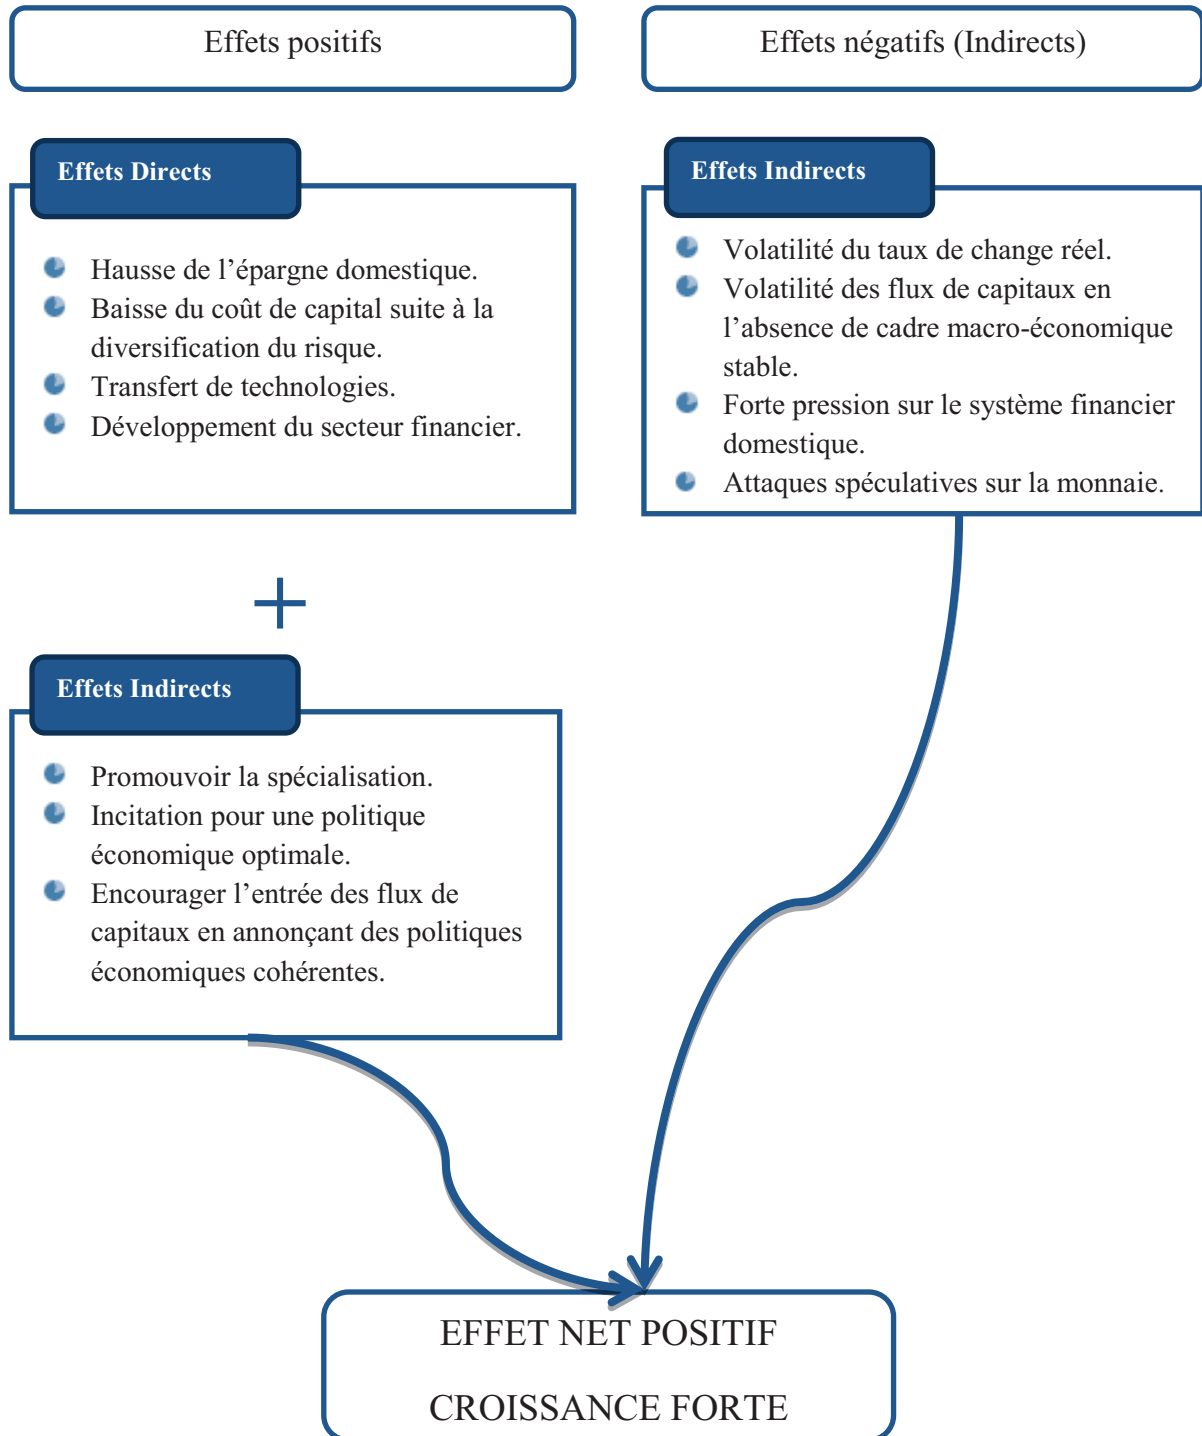 Effets positifs
Effets négatifs (Indirects)
Effets Directs
Hausse de l’épargne domestique.
Baisse du coût de capital suite à la
diversification du risque.
Transfert de technologies.
Développement du secteur financier.
Effets Indirects
Volatilité du taux de change réel.
Volatilité des flux de capitaux en
l’absence de cadre macro-économique
stable.
Forte pression sur le système financier
domestique.
Attaques spéculatives sur la monnaie.
+
Effets Indirects
Promouvoir la spécialisation.
Incitation pour une politique
économique optimale.
Encourager l’entrée des flux de
capitaux en annonçant des politiques
économiques cohérentes.
EFFET NET POSITIF
CROISSANCE FORTE